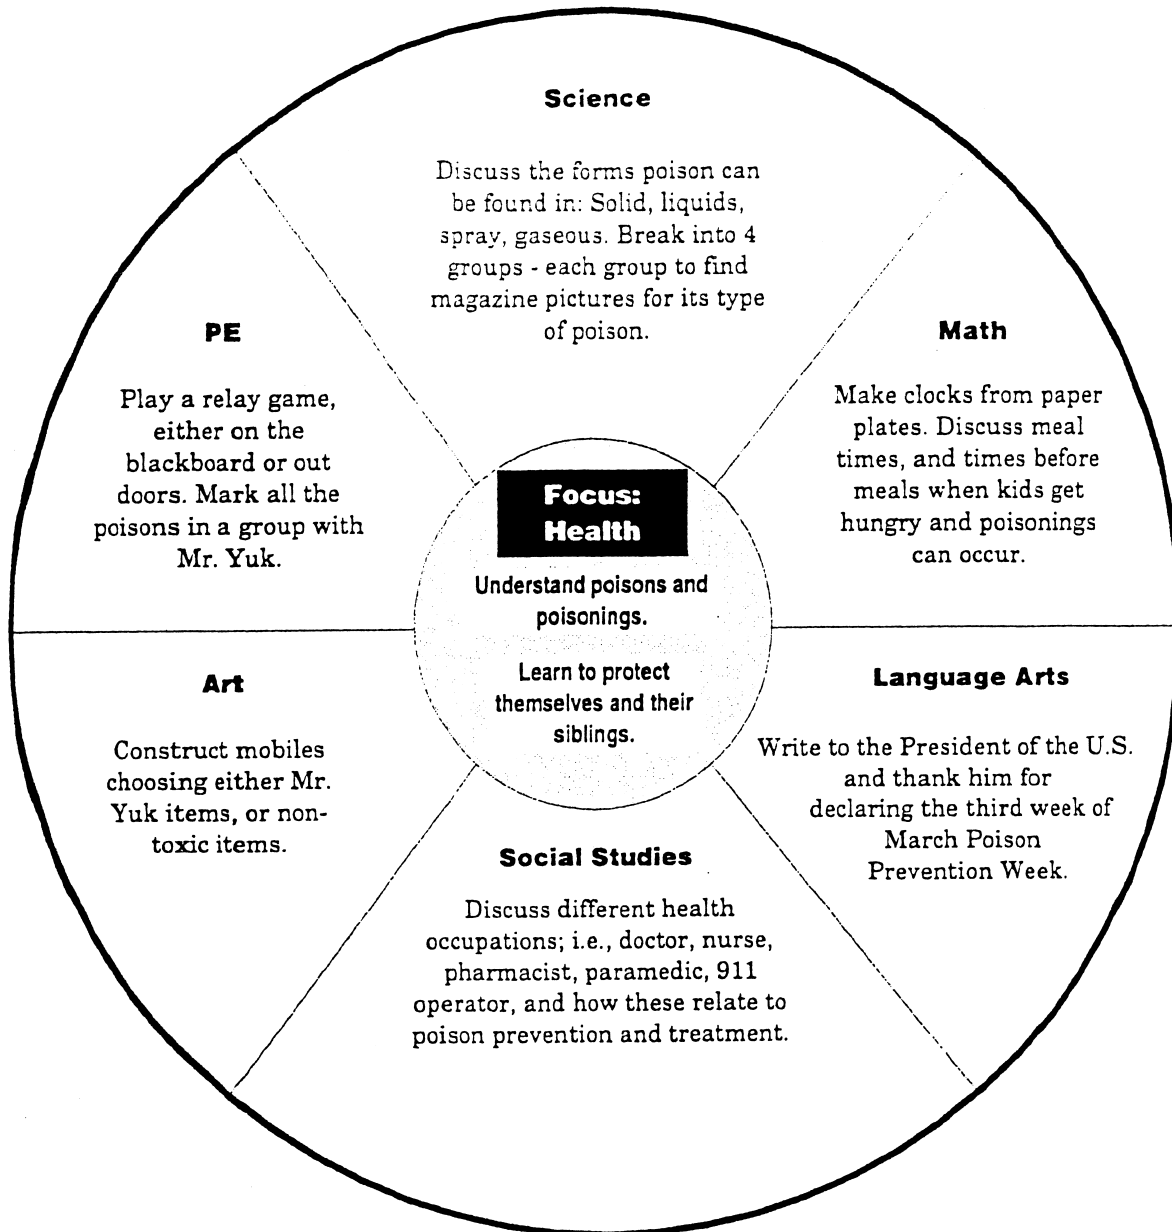 Science
Discuss the forms poison can
be found in: Solid, liquids,
spray, gaseous. Break into 4
groups - each group to find
magazine pictures for its type
of poison.
PE
Play a relay game,
either on the
blackboard or out
doors. Mark all the
poisons in a group with
Mr. Yuk.
Math
Make clocks from paper
plates. Discuss meal
times, and times before
meals when kids get
hungry and poisonings
can occur.
Focus:
Health
Understand poisons and
poisonings.
Learn to protect
themselves and their
siblings.
Art
Construct mobiles
choosing either Mr.
Yuk items, or non-
toxic items.
Language Arts
Write to the President of the U.S.
and thank him for
declaring the third week of
March Poison
Prevention Week.
Social Studies
Discuss different health
occupations; i.e., doctor, nurse,
pharmacist, paramedic, 911
operator, and how these relate to
poison prevention and treatment.